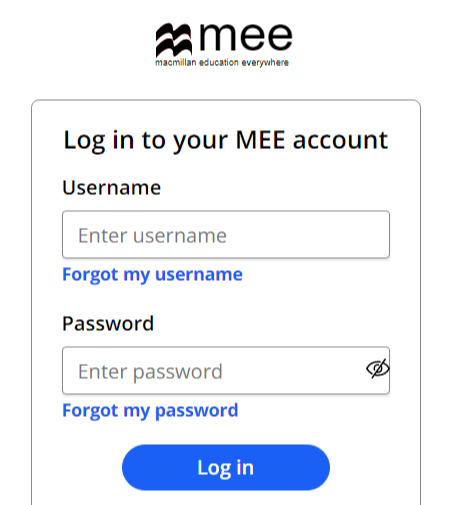 mee
macmillan education everywhere
Log in to your MEE account
Username
Enter username
Forgot my username
Password
Enter password
Forgot my password
Log in